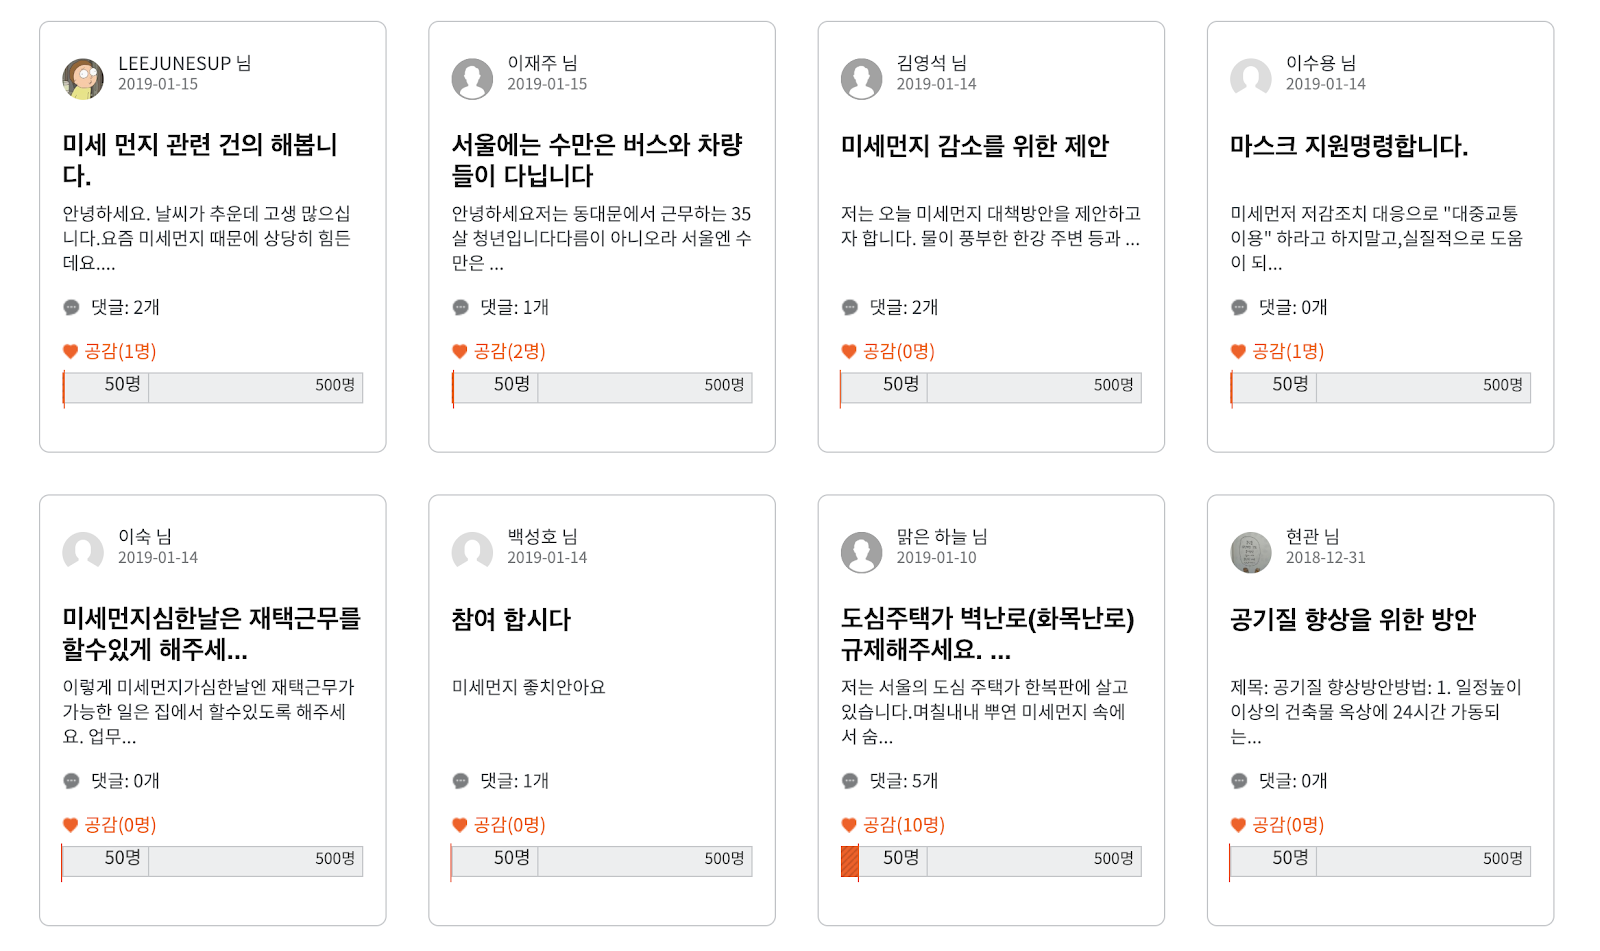 LEEJUNESUP 님
2019-01-15
미세 먼지 관련 건의 해봅니
다.
안녕하세요. 날씨가 추운데 고생 많으십
니다.요즘 미세먼지 때문에 상당히 힘든
데요....
댓글: 2개
공감(1명)
50명 500명
이재주 님
2019-01-15
서울에는 수만은 버스와 차량
들이 다닙니다
안녕하세요저는 동대문에서 근무하는 35
살 청년입니다다름이 아니오라 서울엔 수
만은 ...
댓글: 1개
공감(2명)
50명 500명
김영석 님
2019-01-14
미세먼지 감소를 위한 제안
저는 오늘 미세먼지 대책방안을 제안하고
자 합니다. 물이 풍부한 한강 주변 등과 ...
댓글: 2개
공감(0명)
50명 500명
이수용 님
2019-01-14
마스크 지원명령합니다.
미세먼저 저감조치 대응으로 "대중교통
이용" 하라고 하지말고,실질적으로 도움
이 되...
댓글: 0개
공감(1명)
50명 500명
이숙 님
2019-01-14
미세먼지심한날은 재택근무를
할수있게 해주세...
이렇게 미세먼지가심한날엔 재택근무가
가능한 일은 집에서 할수있도록 해주세
요. 업무...
댓글: 0개
공감(0명)
50명 500명
백성호 님
2019-01-14
참여 합시다
미세먼지 좋치안아요
댓글: 1개
공감(0명)
50명 500명
맑은 하늘 님
2019-01-10
도심주택가 벽난로(화목난로)
규제해주세요. ...
저는 서울의 도심 주택가 한복판에 살고
있습니다.며칠내내 뿌연 미세먼지 속에
서 숨...
댓글: 5개
공감(10명)
50명 500명
현관 님
2018-12-31
공기질 향상을 위한 방안
제목: 공기질 향상방안방법: 1. 일정높이
이상의 건축물 옥상에 24시간 가동되
는...
댓글: 0개
공감(0명)
50명 500명